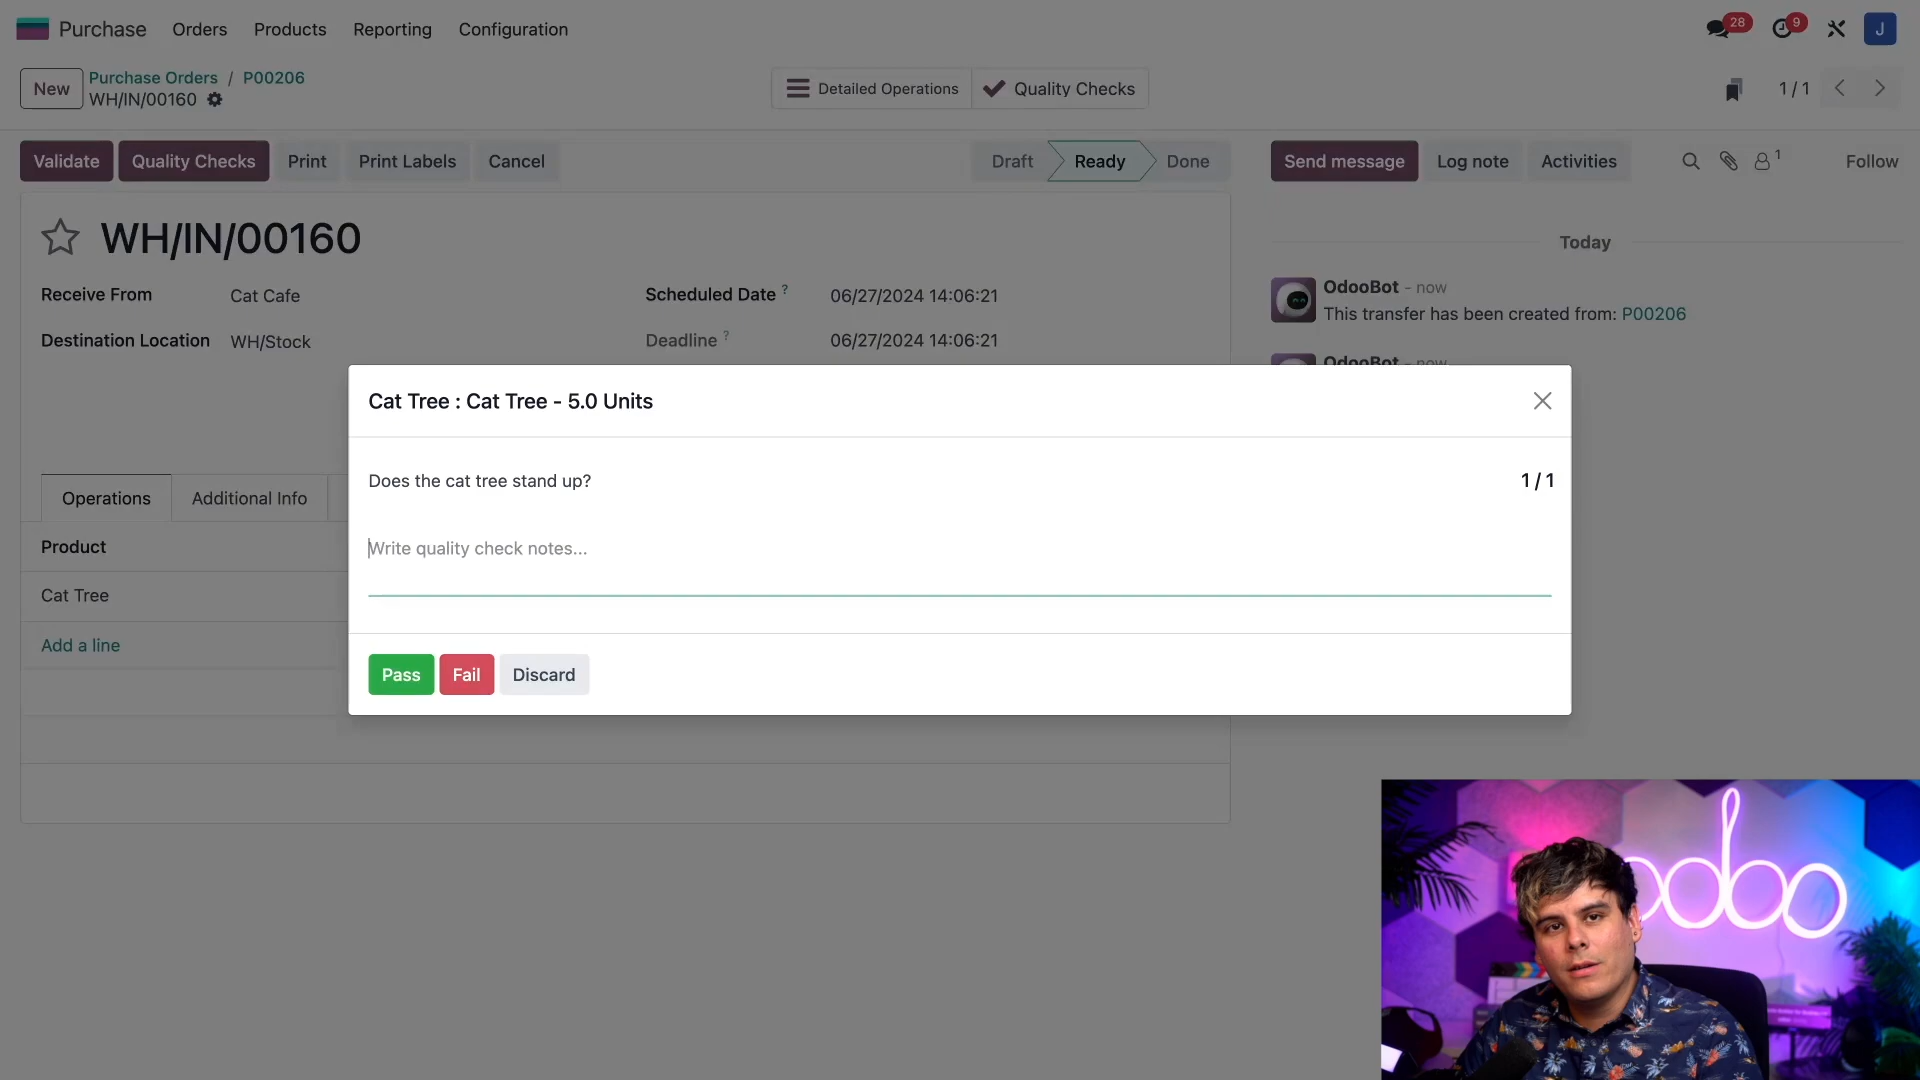 Purchase Orders Products Reporting Configuration 28 9 J
New Purchase Orders / P00206
WH/IN/00160
Detailed Operations Quality Checks 1 / 1
Validate Quality Checks Print Print Labels Cancel Draft Ready Done Send message Log note Activities 1 Follow
WH/IN/00160
Today
Receive From Cat Cafe Scheduled Date ? 06/27/2024 14:06:21
OdooBot - now
This transfer has been created from: P00206
Destination Location WH/Stock Deadline ? 06/27/2024 14:06:21
OdooBot - now
Cat Tree : Cat Tree - 5.0 Units
Does the cat tree stand up? 1 / 1
Write quality check notes...
Pass Fail Discard
Operations Additional Info
Product
Cat Tree
Add a line
odoo